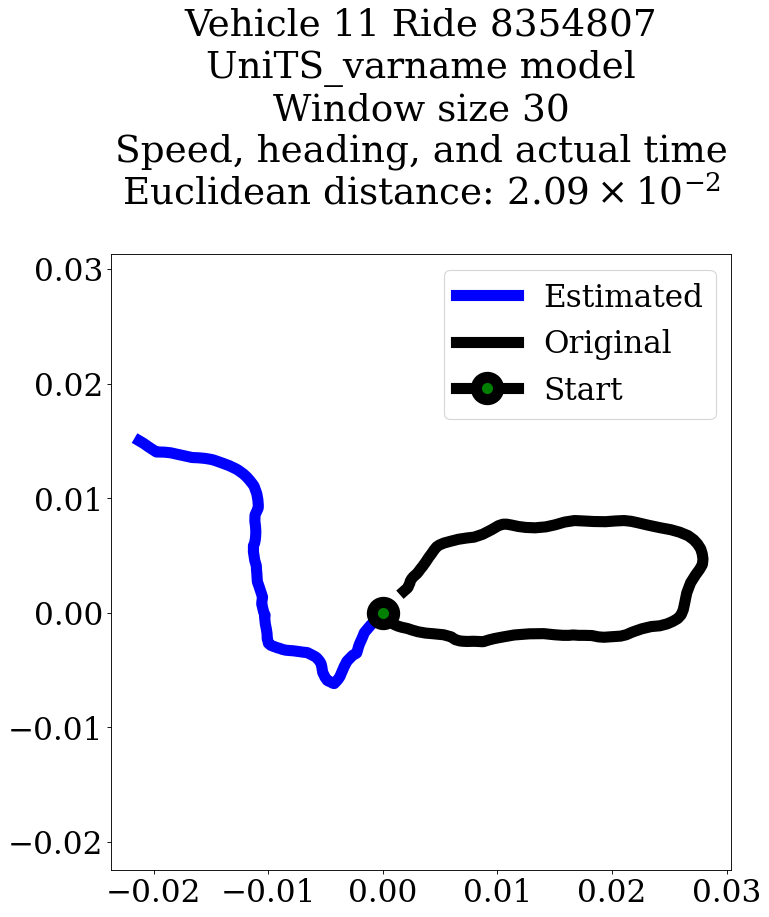 Vehicle 11 Ride 8354807
UniTS_varname model
Window size 30
Speed, heading, and actual time
Euclidean distance: 2.09 × 10⁻²
0.03
Estimated
Original
Start
0.02
0.01
0.00
−0.01
−0.02
−0.02 −0.01 0.00 0.01 0.02 0.03